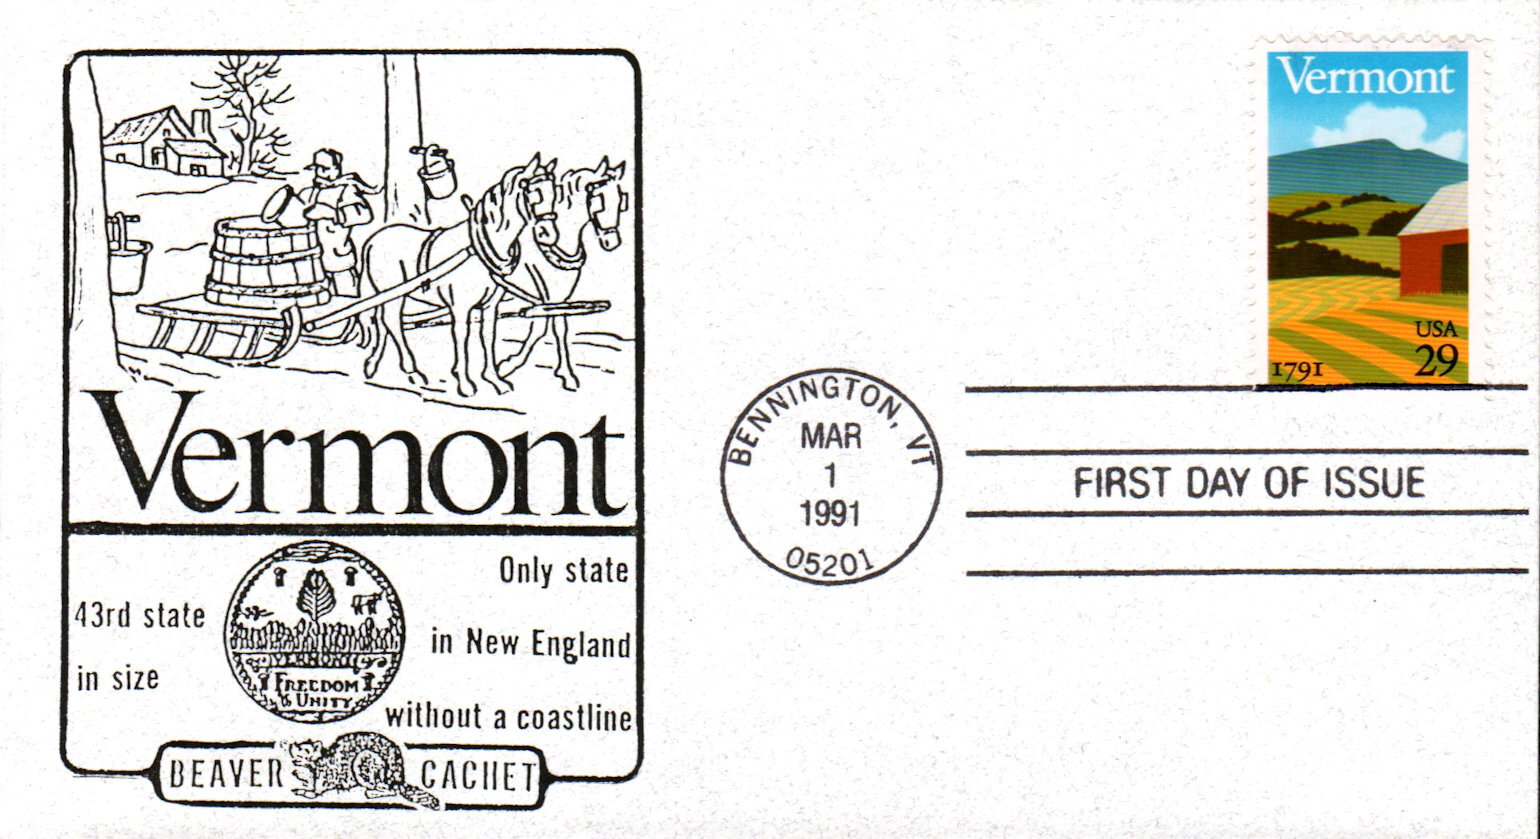 Vermont
43rd state
in size
Only state
in New England
without a coastline
VERMONT
FREEDOM
& UNITY
BEAVER CACHET
BENNINGTON, VT
MAR
1
1991
05201
FIRST DAY OF ISSUE
Vermont
1791
USA
29